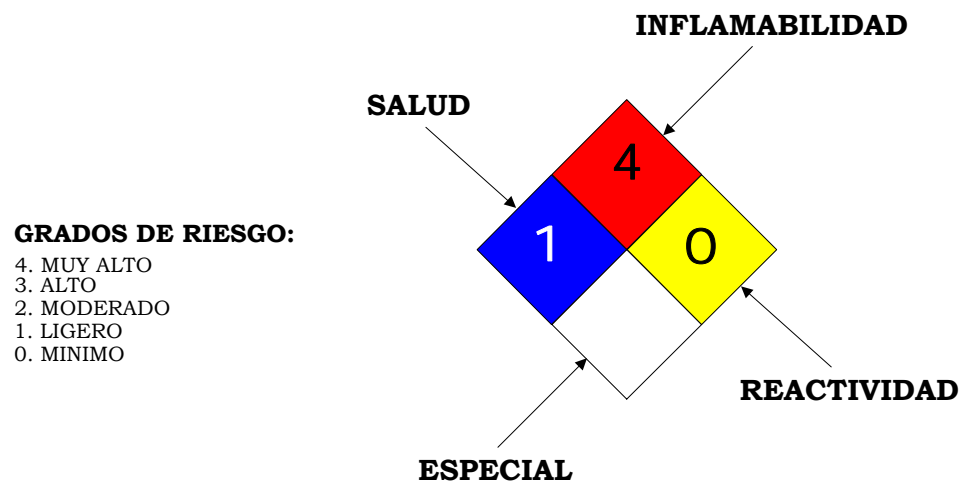 INFLAMABILIDAD
SALUD
4
GRADOS DE RIESGO:
4. MUY ALTO
3. ALTO
2. MODERADO
1. LIGERO
0. MINIMO
1
0
REACTIVIDAD
ESPECIAL